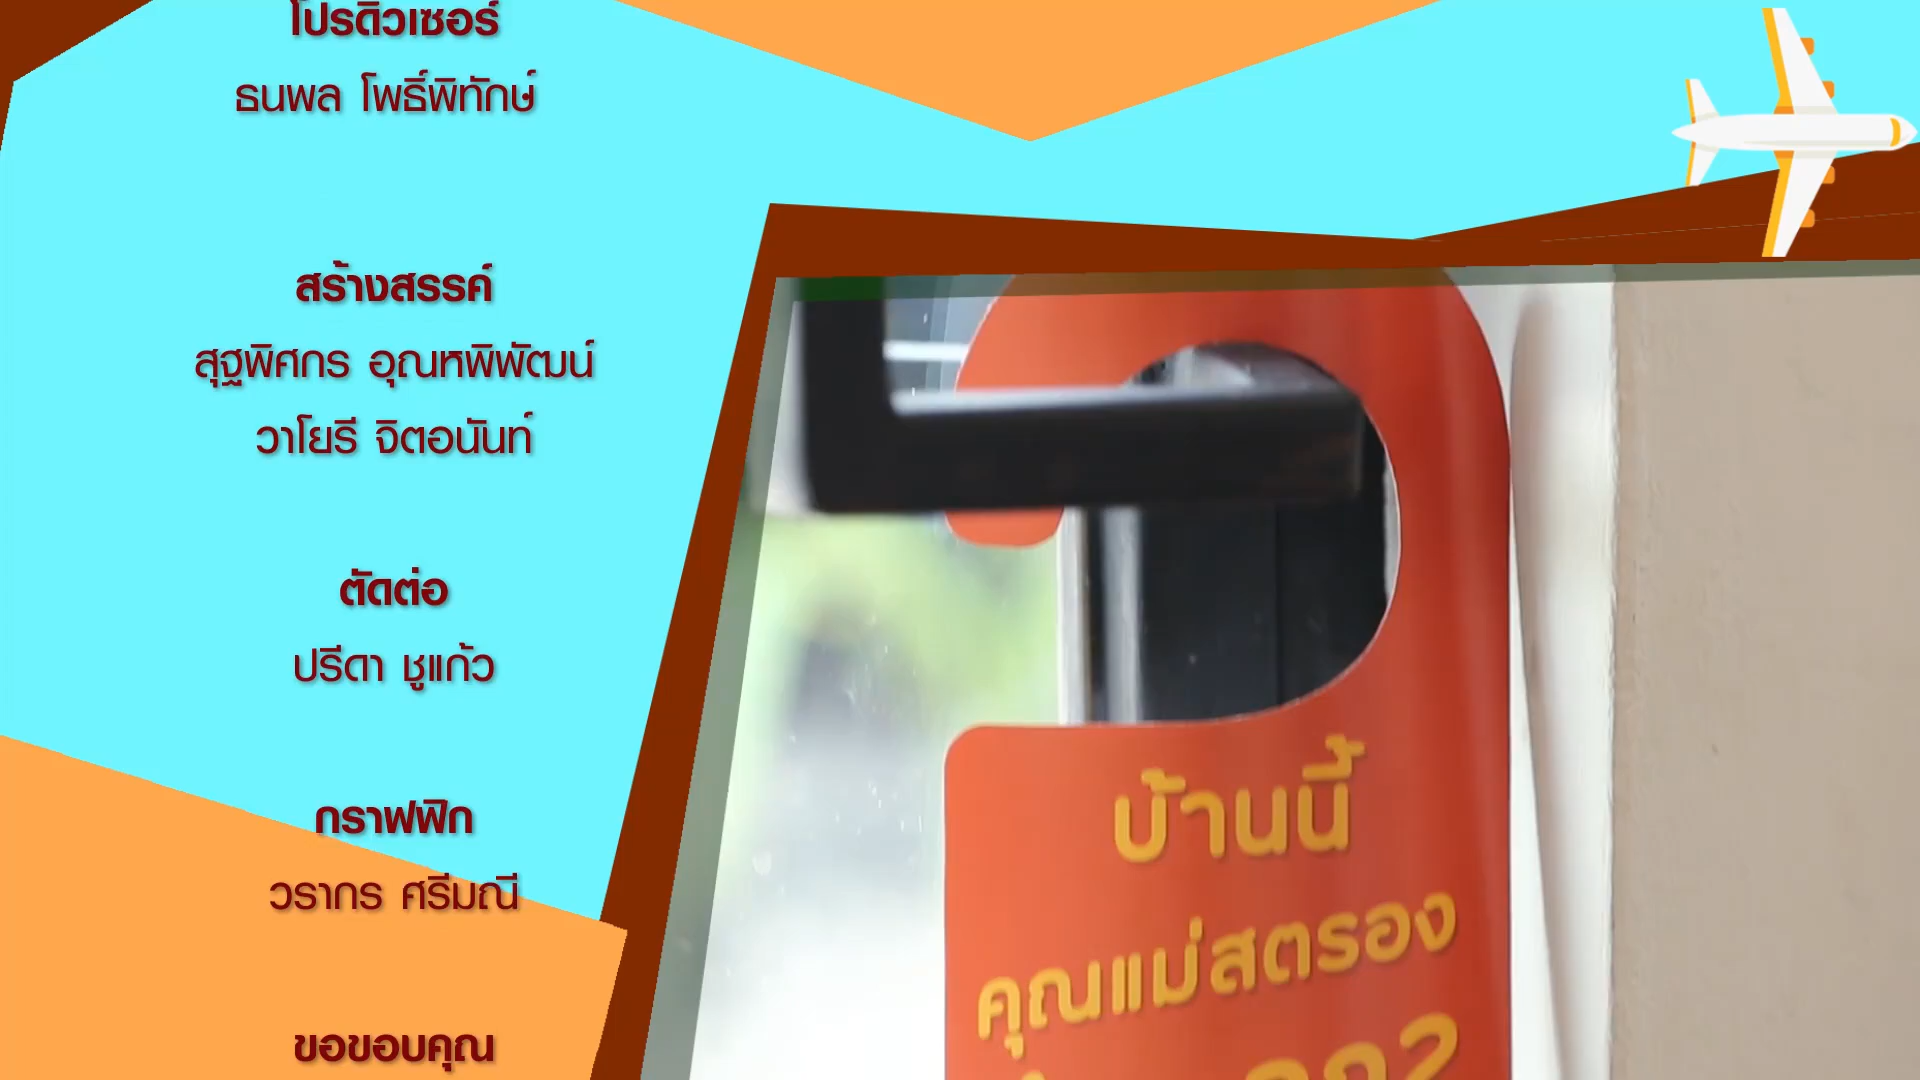 โปรดิวเซอร์
ธนพล โพธิ์พิทักษ์
สร้างสรรค์
สุฐพิศกร อุณหพิพัฒน์
วาโยธี จิตอนันท์
ตัดต่อ
ปรีดา ชูแก้ว
กราฟฟิก
วรากร ศรีมณี
ขอขอบคุณ
บ้านนี้
คุณแม่สตรอง